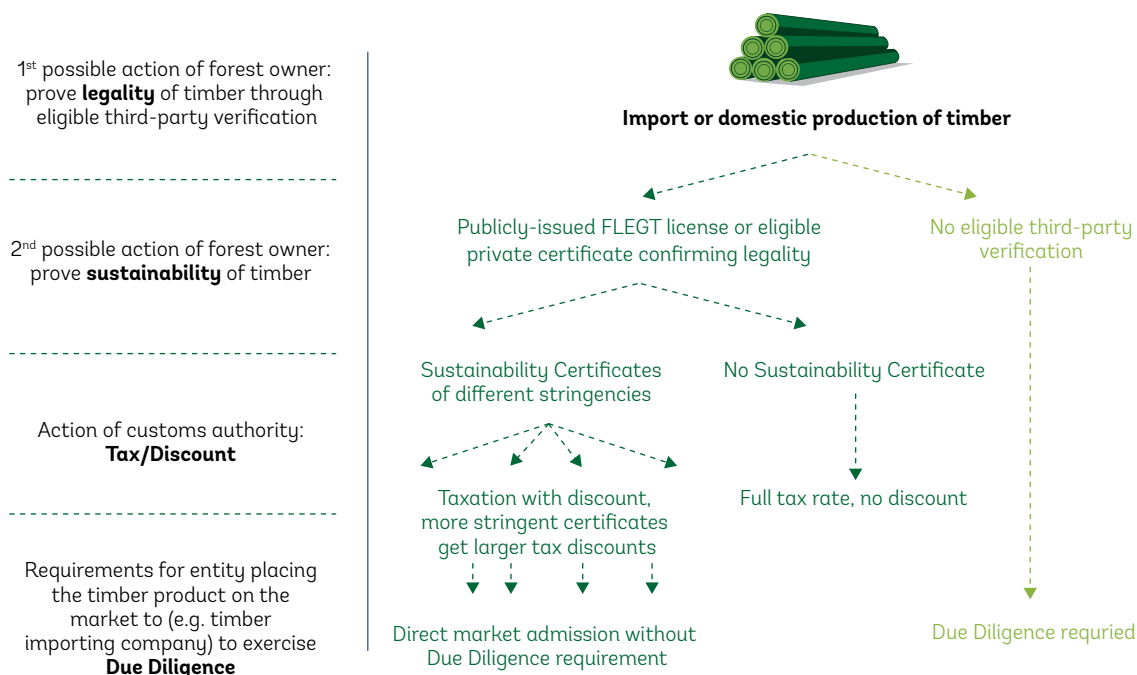 1st possible action of forest owner:
prove legality of timber through
eligible third-party verification
2nd possible action of forest owner:
prove sustainability of timber
Action of customs authority:
Tax/Discount
Requirements for entity placing
the timber product on the
market to (e.g. timber
importing company) to exercise
Due Diligence
Import or domestic production of timber
Publicly-issued FLEGT license or eligible
private certificate confirming legality
No eligible third-party
verification
Sustainability Certificates
of different stringencies
No Sustainability Certificate
Taxation with discount,
more stringent certificates
get larger tax discounts
Full tax rate, no discount
Direct market admission without
Due Diligence requirement
Due Diligence requried